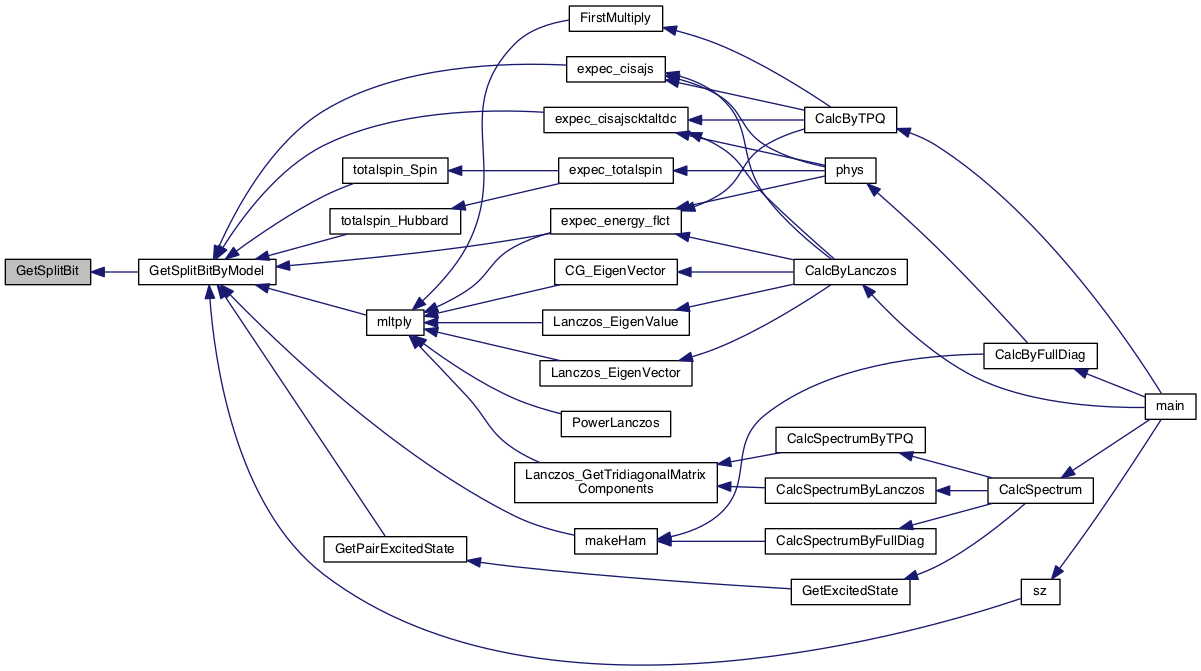 GetSplitBit
GetSplitBitByModel
FirstMultiply
expec_cisajs
expec_cisajscktaltdc
totalspin_Spin
expec_totalspin
totalspin_Hubbard
expec_energy_flct
mltply
CG_EigenVector
Lanczos_EigenValue
Lanczos_EigenVector
PowerLanczos
Lanczos_GetTridiagonalMatrix
Components
makeHam
GetPairExcitedState
CalcByTPQ
phys
CalcByLanczos
CalcByFullDiag
CalcSpectrumByTPQ
CalcSpectrumByLanczos
CalcSpectrumByFullDiag
GetExcitedState
CalcSpectrum
sz
main